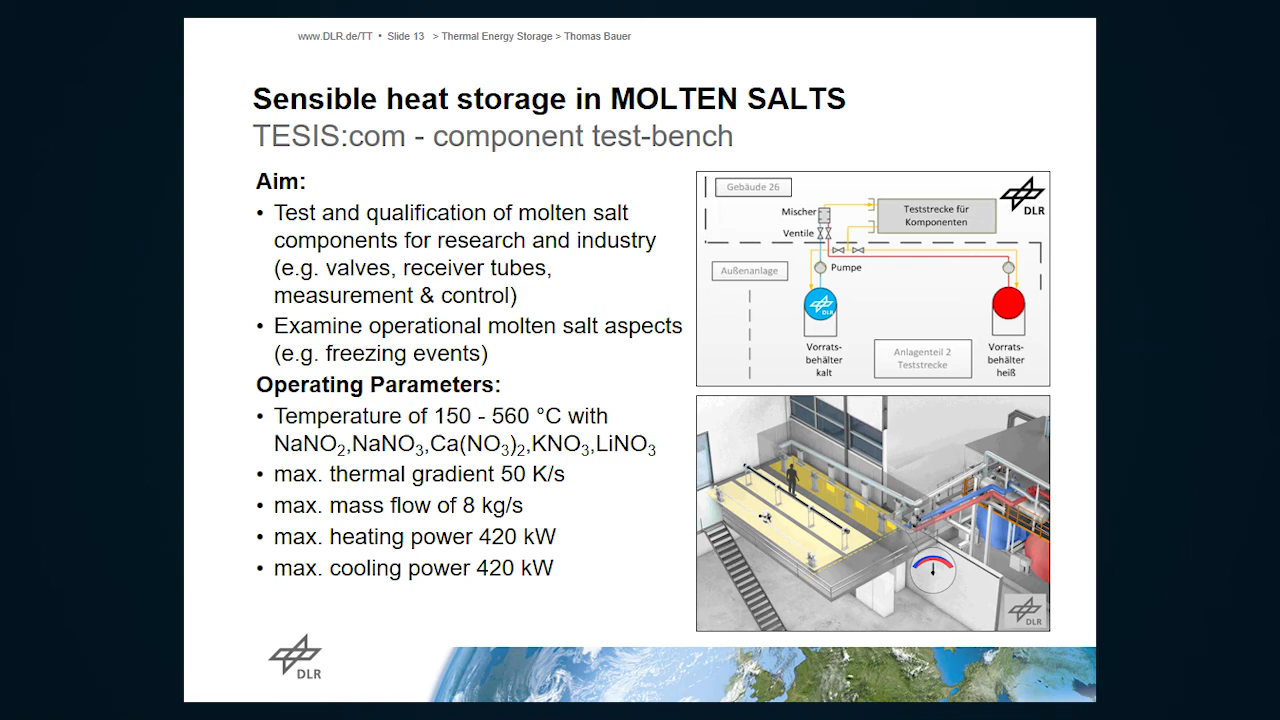 www.DLR.de/TT • Slide 13 > Thermal Energy Storage > Thomas Bauer
Sensible heat storage in MOLTEN SALTS
TESIS:com - component test-bench
Aim:
• Test and qualification of molten salt
components for research and industry
(e.g. valves, receiver tubes,
measurement & control)
• Examine operational molten salt aspects
(e.g. freezing events)
Operating Parameters:
• Temperature of 150 - 560 °C with
NaNO₂,NaNO₃,Ca(NO₃)₂,KNO₃,LiNO₃
• max. thermal gradient 50 K/s
• max. mass flow of 8 kg/s
• max. heating power 420 kW
• max. cooling power 420 kW
Gebäude 26
DLR
Mischer
Teststrecke für
Komponenten
Ventile
Außenanlage
Pumpe
DLR
Vorrats-
behälter
kalt
Anlagenteil 2
Teststrecke
Vorrats-
behälter
heiß
DLR
DLR